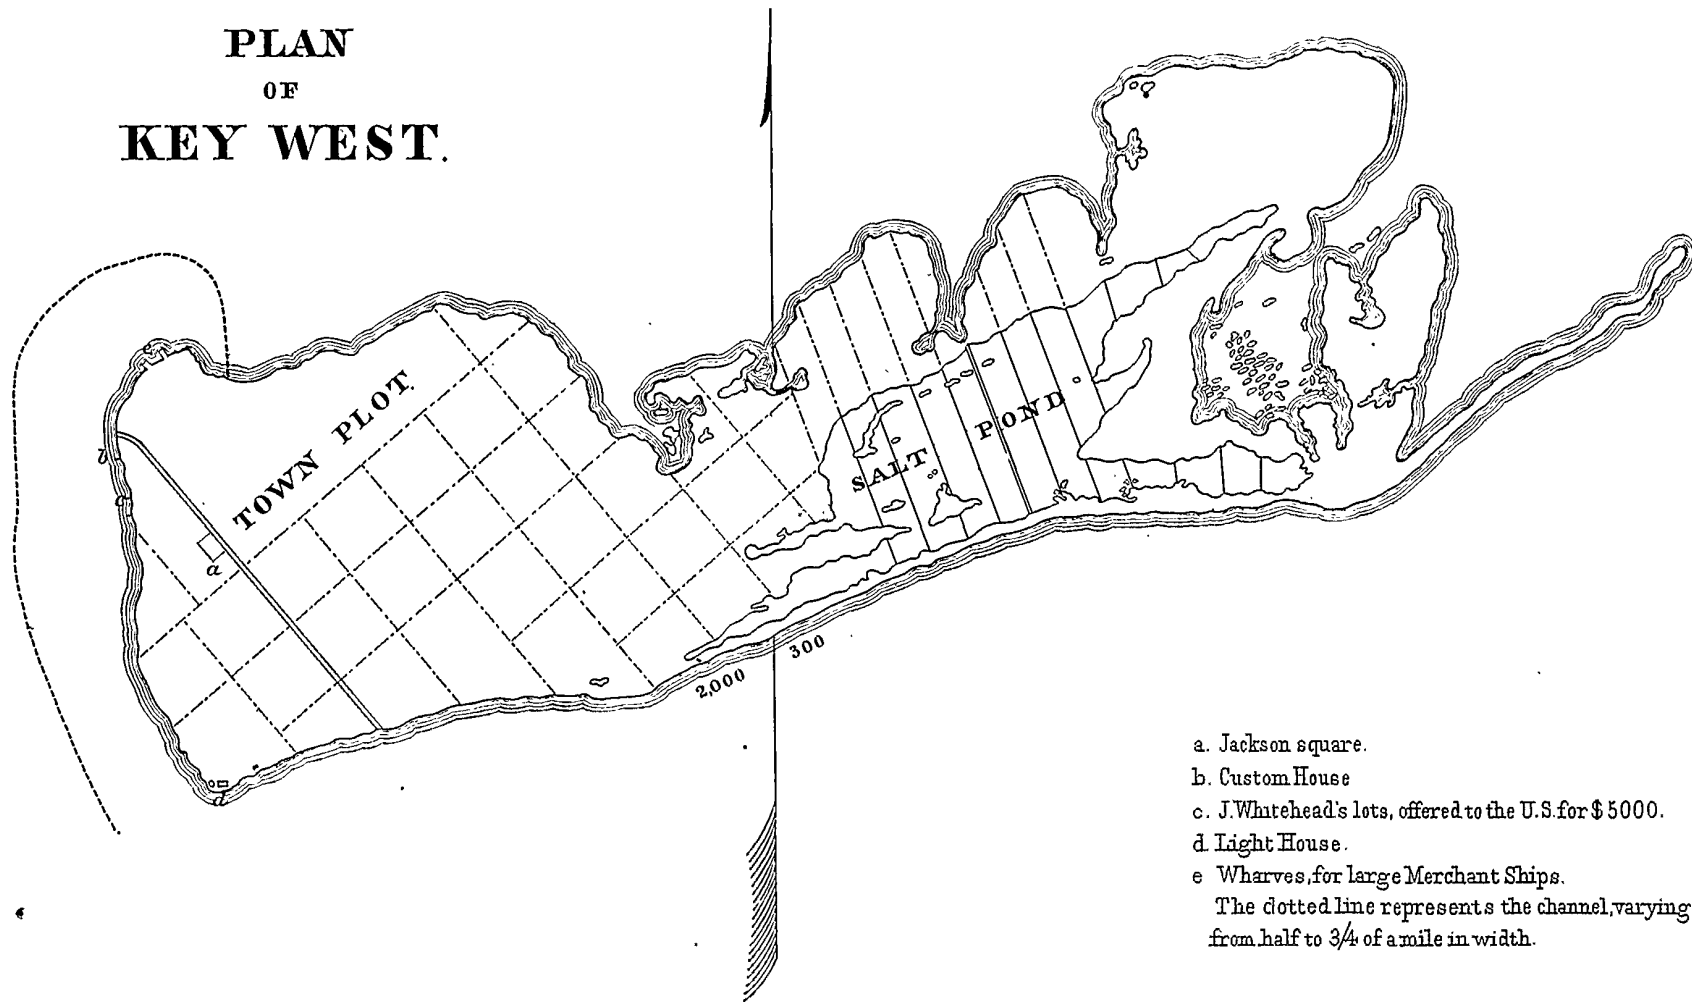 PLAN
OF
KEY WEST.
TOWN PLOT
SALT POND
b
a
d
2,000
300
a. Jackson square.
b. Custom House
c. J. Whitehead's lots, offered to the U.S. for $5000.
d Light House.
e Wharves, for large Merchant Ships.
The dotted line represents the channel, varying
from half to 3/4 of a mile in width.